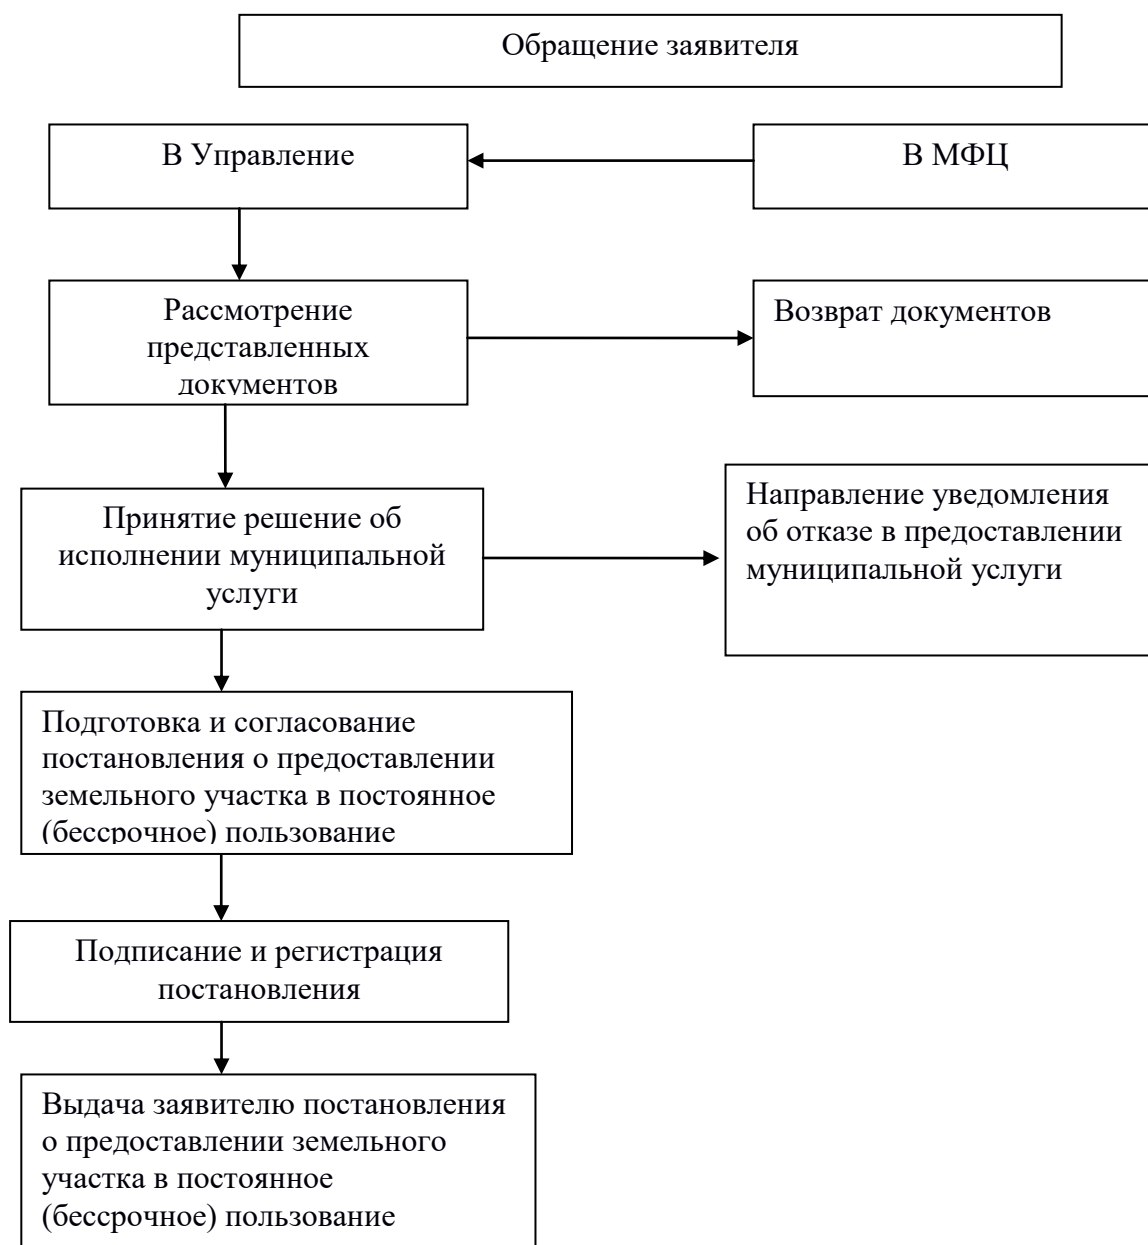 Обращение заявителя
В Управление
В МФЦ
Рассмотрение
представленных
документов
Возврат документов
Принятие решение об
исполнении муниципальной
услуги
Направление уведомления
об отказе в предоставлении
муниципальной услуги
Подготовка и согласование
постановления о предоставлении
земельного участка в постоянное
(бессрочное) пользование
Подписание и регистрация
постановления
Выдача заявителю постановления
о предоставлении земельного
участка в постоянное
(бессрочное) пользование